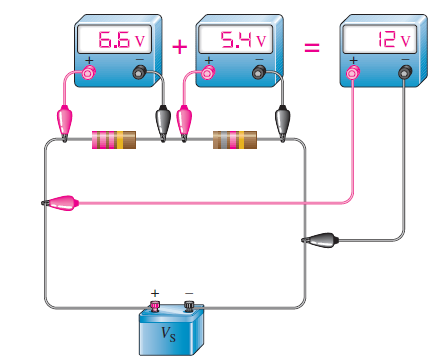 6.6 V + 5.4 V = 12 V
+ − + − + −
+ −
VS